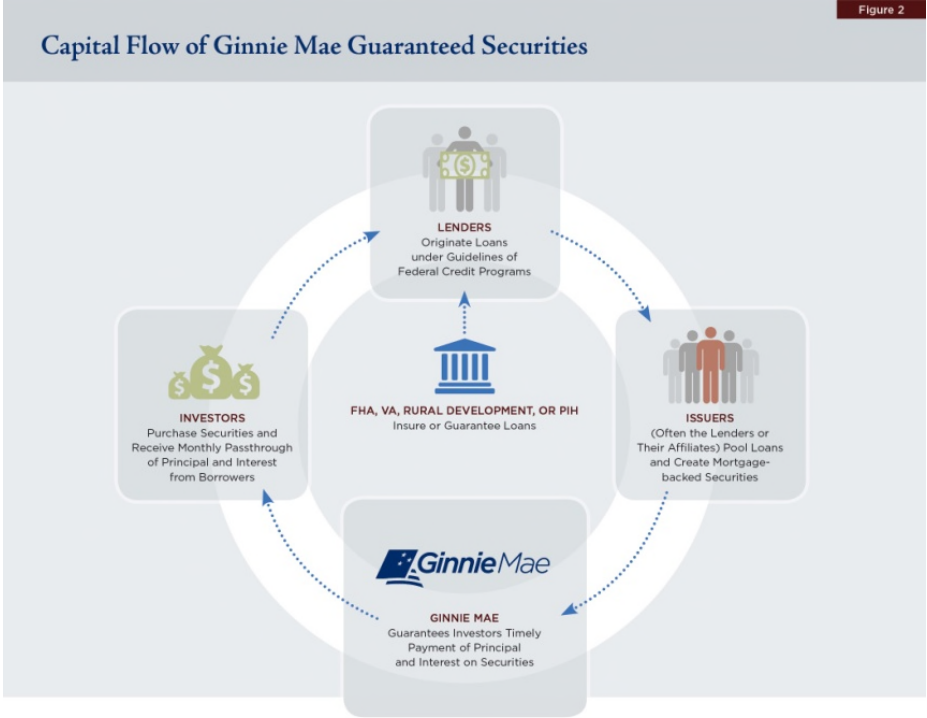 Figure 2
Capital Flow of Ginnie Mae Guaranteed Securities
$
LENDERS
Originate Loans
under Guidelines of
Federal Credit Programs
$ $ $
INVESTORS
Purchase Securities and
Receive Monthly Passthrough
of Principal and Interest
from Borrowers
FHA, VA, RURAL DEVELOPMENT, OR PIH
Insure or Guarantee Loans
ISSUERS
(Often the Lenders or
Their Affiliates) Pool Loans
and Create Mortgage-
backed Securities
GinnieMae
GINNIE MAE
Guarantees Investors Timely
Payment of Principal
and Interest on Securities